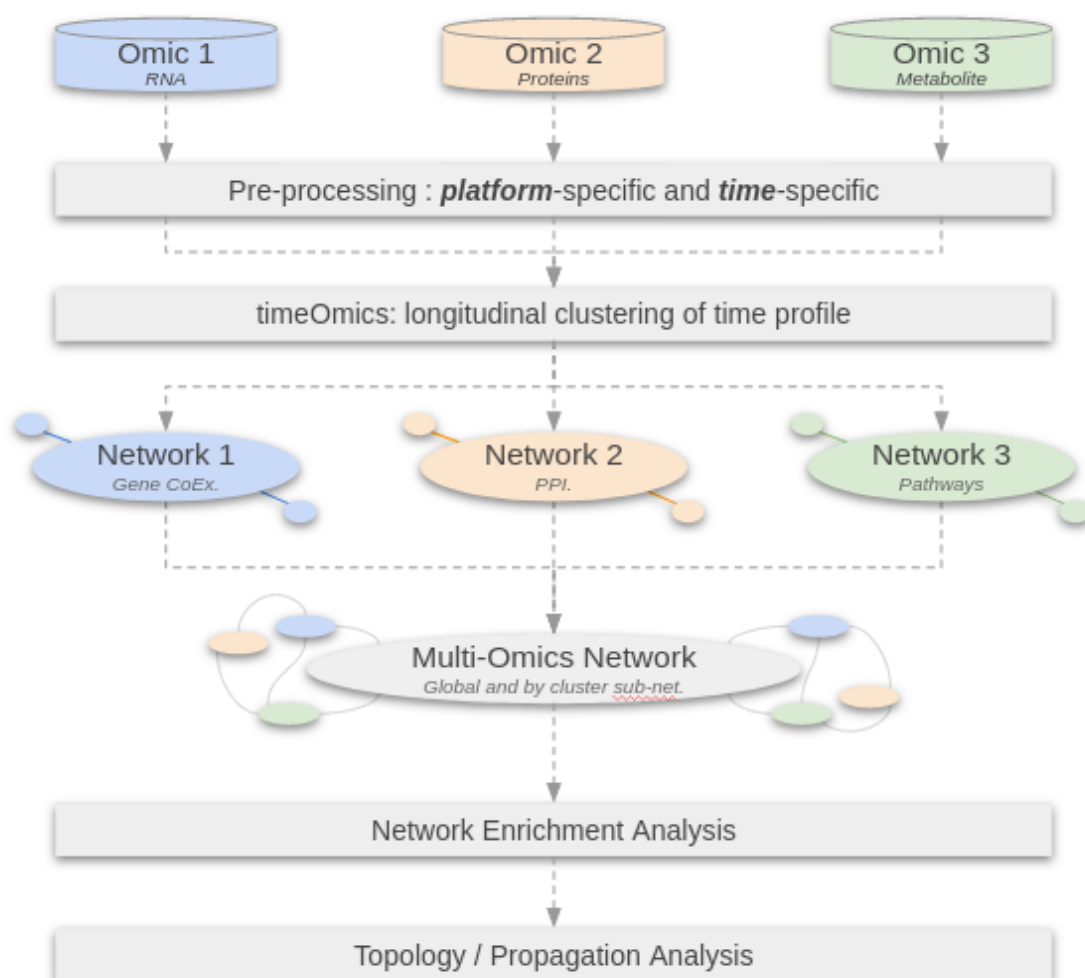 Omic 1
RNA
Omic 2
Proteins
Omic 3
Metabolite
Pre-processing : platform-specific and time-specific
timeOmics: longitudinal clustering of time profile
Network 1
Gene CoEx.
Network 2
PPI.
Network 3
Pathways
Multi-Omics Network
Global and by cluster sub-net.
Network Enrichment Analysis
Topology / Propagation Analysis